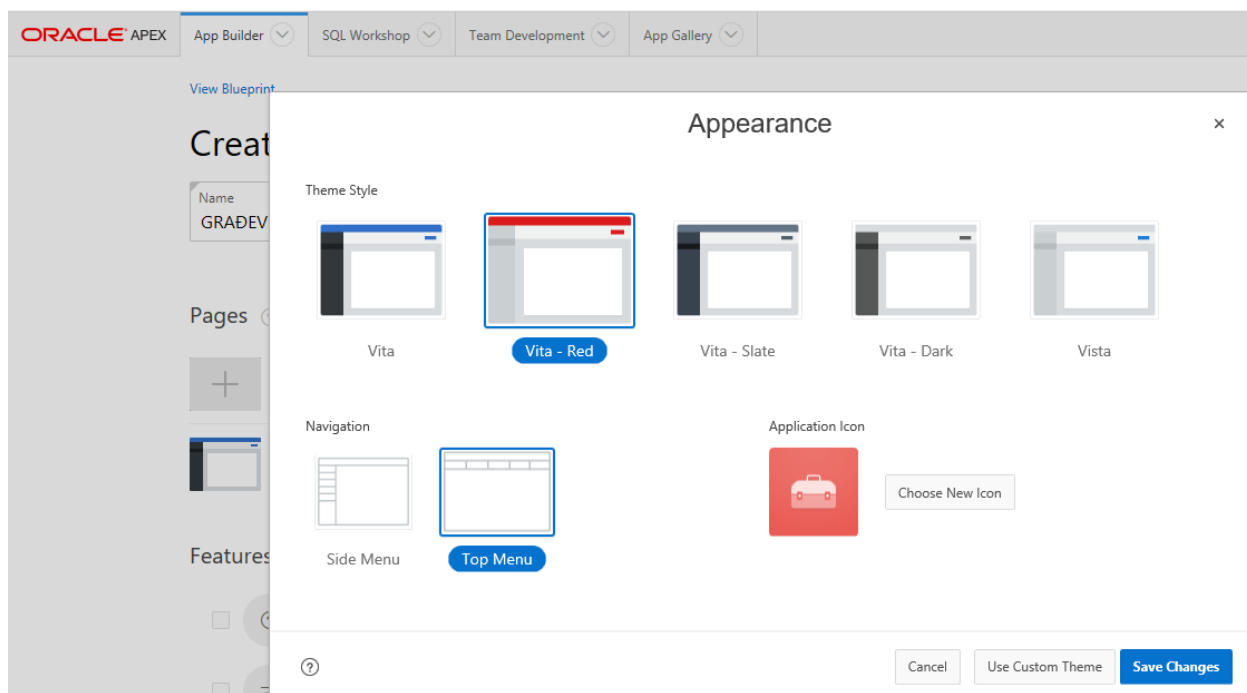 ORACLE APEX App Builder SQL Workshop Team Development App Gallery
View Blueprint
Appearance
Creat
Theme Style
Name
GRAĐEV
Vita Vita - Red Vita - Slate Vita - Dark Vista
Pages
Navigation Application Icon
Choose New Icon
Side Menu Top Menu
Features
Cancel Use Custom Theme Save Changes